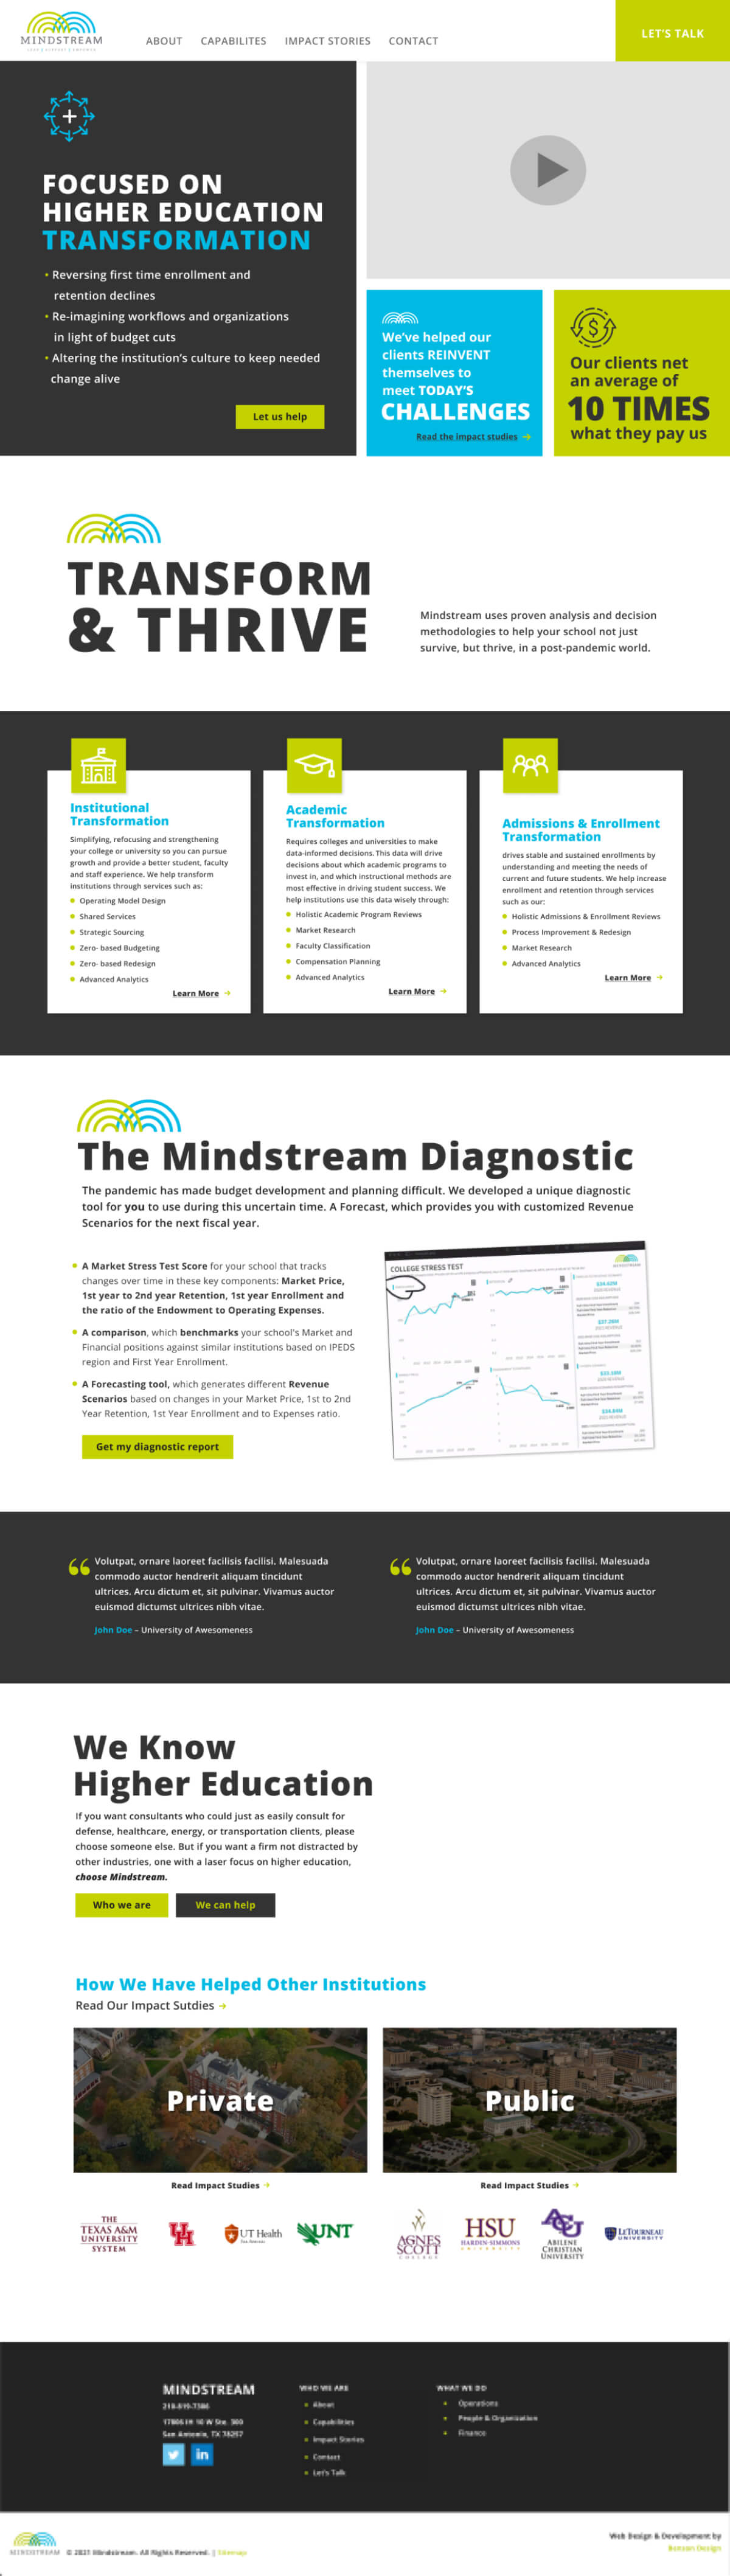 MINDSTREAM
ABOUT CAPABILITES IMPACT STORIES CONTACT
LET'S TALK
FOCUSED ON
HIGHER EDUCATION
TRANSFORMATION
• Reversing first time enrollment and
retention declines
• Re-imagining workflows and organizations
in light of budget cuts
• Altering the institution's culture to keep needed
change alive
Let us help
We've helped our
clients REINVENT
themselves to
meet TODAY'S
CHALLENGES
Read the impact studies →
Our clients net
an average of
10 TIMES
what they pay us
TRANSFORM
& THRIVE
Mindstream uses proven analysis and decision
methodologies to help your school not just
survive, but thrive, in a post-pandemic world.
Institutional
Transformation
Simplifying, refocusing and strengthening
your college or university so you can pursue
growth and provide a better student, faculty
and staff experience. We help transform
institutions through services such as:
• Operating Model Design
• Shared Services
• Strategic Sourcing
• Zero- based Budgeting
• Zero- based Redesign
• Advanced Analytics
Learn More →
Academic
Transformation
Requires colleges and universities to make
data-informed decisions. This data will drive
decisions about which academic programs to
invest in, and which instructional methods are
most effective in driving student success. We
help institutions use this data wisely through:
• Holistic Academic Program Reviews
• Market Research
• Faculty Classification
• Compensation Planning
• Advanced Analytics
Learn More →
Admissions & Enrollment
Transformation
drives stable and sustained enrollments by
understanding and meeting the needs of
current and future students. We help increase
enrollment and retention through services
such as our:
• Holistic Admissions & Enrollment Reviews
• Process Improvement & Redesign
• Market Research
• Advanced Analytics
Learn More →
The Mindstream Diagnostic
The pandemic has made budget development and planning difficult. We developed a unique diagnostic
tool for you to use during this uncertain time. A Forecast, which provides you with customized Revenue
Scenarios for the next fiscal year.
• A Market Stress Test Score for your school that tracks
changes over time in these key components: Market Price,
1st year to 2nd year Retention, 1st year Enrollment and
the ratio of the Endowment to Operating Expenses.
• A comparison, which benchmarks your school's Market and
Financial positions against similar institutions based on IPEDS
region and First Year Enrollment.
• A Forecasting tool, which generates different Revenue
Scenarios based on changes in your Market Price, 1st to 2nd
Year Retention, 1st Year Enrollment and to Expenses ratio.
Get my diagnostic report
COLLEGE STRESS TEST
MINDSTREAM
“ Volutpat, ornare laoreet facilisis facilisi. Malesuada
commodo auctor hendrerit aliquam tincidunt
ultrices. Arcu dictum et, sit pulvinar. Vivamus auctor
euismod dictumst ultrices nibh vitae.
John Doe – University of Awesomeness
“ Volutpat, ornare laoreet facilisis facilisi. Malesuada
commodo auctor hendrerit aliquam tincidunt
ultrices. Arcu dictum et, sit pulvinar. Vivamus auctor
euismod dictumst ultrices nibh vitae.
John Doe – University of Awesomeness
We Know
Higher Education
If you want consultants who could just as easily consult for
defense, healthcare, energy, or transportation clients, please
choose someone else. But if you want a firm not distracted by
other industries, one with a laser focus on higher education,
choose Mindstream.
Who we are
We can help
How We Have Helped Other Institutions
Read Our Impact Sutdies →
Private
Public
Read Impact Studies →
Read Impact Studies →
THE
TEXAS A&M
UNIVERSITY
SYSTEM
UH
UT Health
San Antonio
UNT
AGNES
SCOTT
COLLEGE
HSU
HARDIN-SIMMONS
UNIVERSITY
ACU
ABILENE
CHRISTIAN
UNIVERSITY
LETOURNEAU
UNIVERSITY
MINDSTREAM
San Antonio, TX 78257
WHO WE ARE
• About
• Capabilities
• Impact Stories
• Contact
• Let's Talk
WHAT WE DO
• Operations
• People & Organization
• Finance
MINDSTREAM
© 2021 Mindstream. All Rights Reserved. | Sitemap
Web Design & Development by